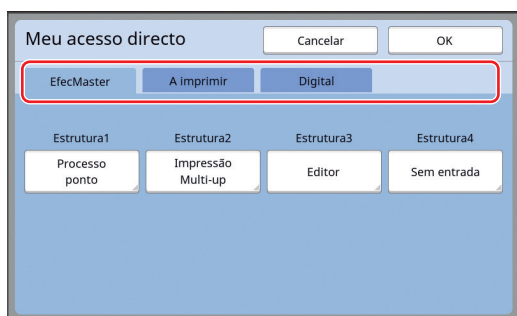 Meu acesso directo
Cancelar
OK
EfecMaster
A imprimir
Digital
Estrutura1
Estrutura2
Estrutura3
Estrutura4
Processo
ponto
Impressão
Multi-up
Editor
Sem entrada